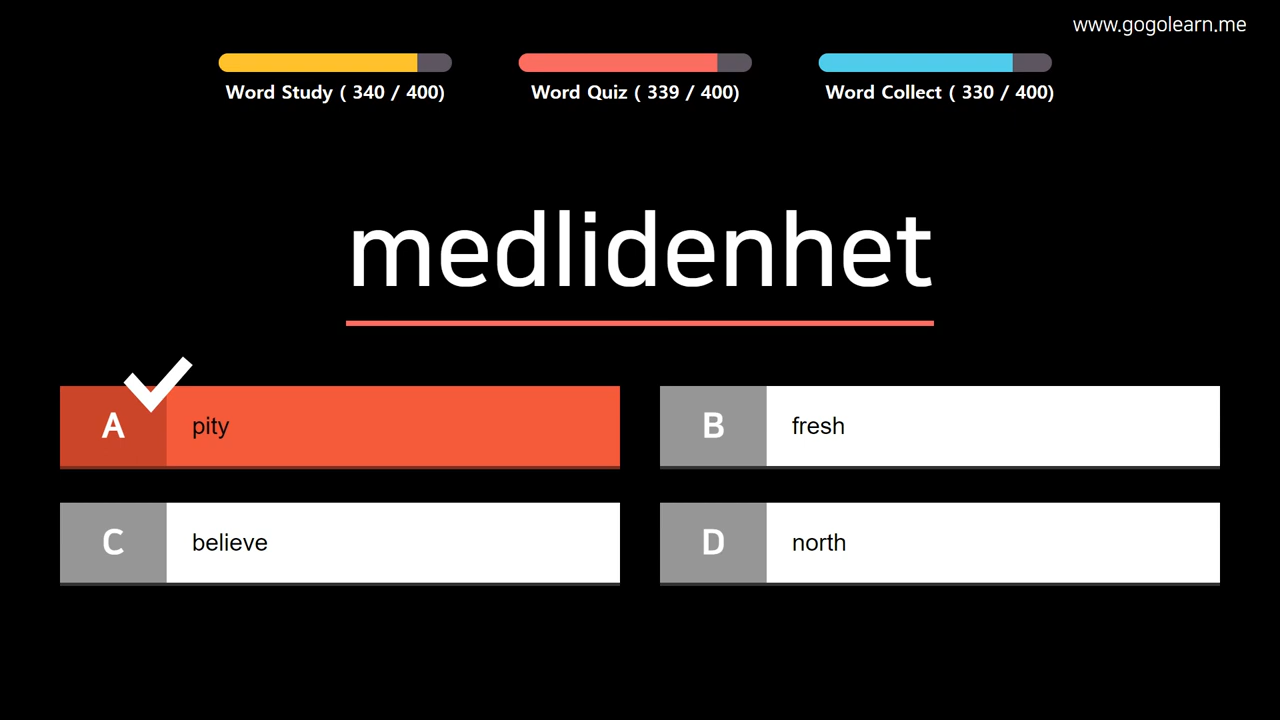 www.gogolearn.me
Word Study ( 340 / 400)
Word Quiz ( 339 / 400)
Word Collect ( 330 / 400)
medlidenhet
A pity
B fresh
C believe
D north